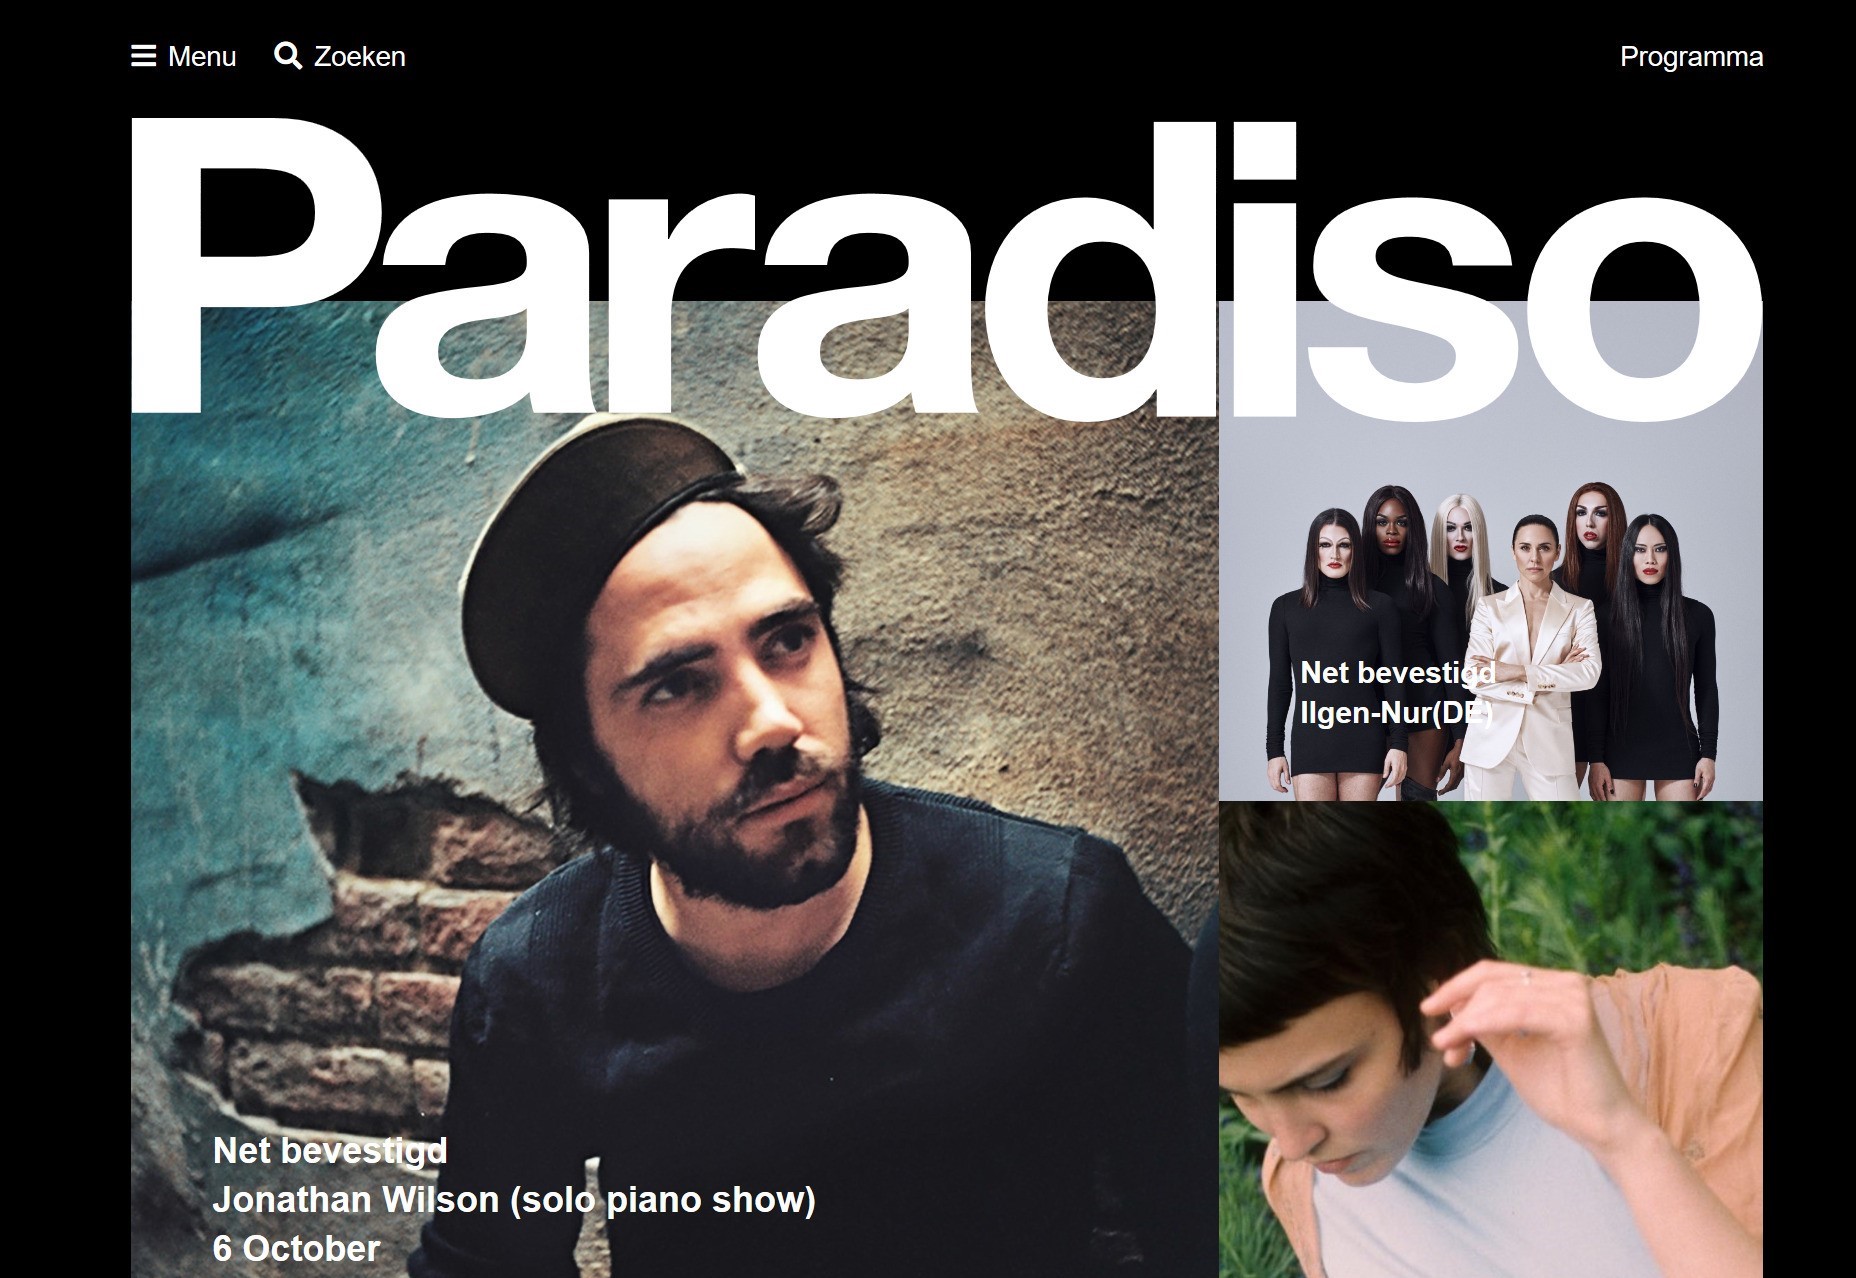 Menu
Zoeken
Programma
Paradiso
Net bevestigd
Ilgen-Nur(DE)
Net bevestigd
Jonathan Wilson (solo piano show)
6 October